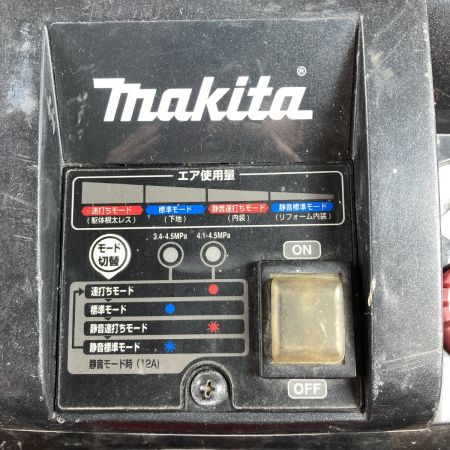 makita®
エア使用量
速打ちモード 標準モード 静音速打ちモード 静音標準モード
(躯体根太レス) (下地) (内装) (リフォーム内装)
モード
切替
3.4-4.5MPa 4.1-4.5MPa
ON
速打ちモード
標準モード
静音速打ちモード
静音標準モード
静音モード時 (12A)
OFF